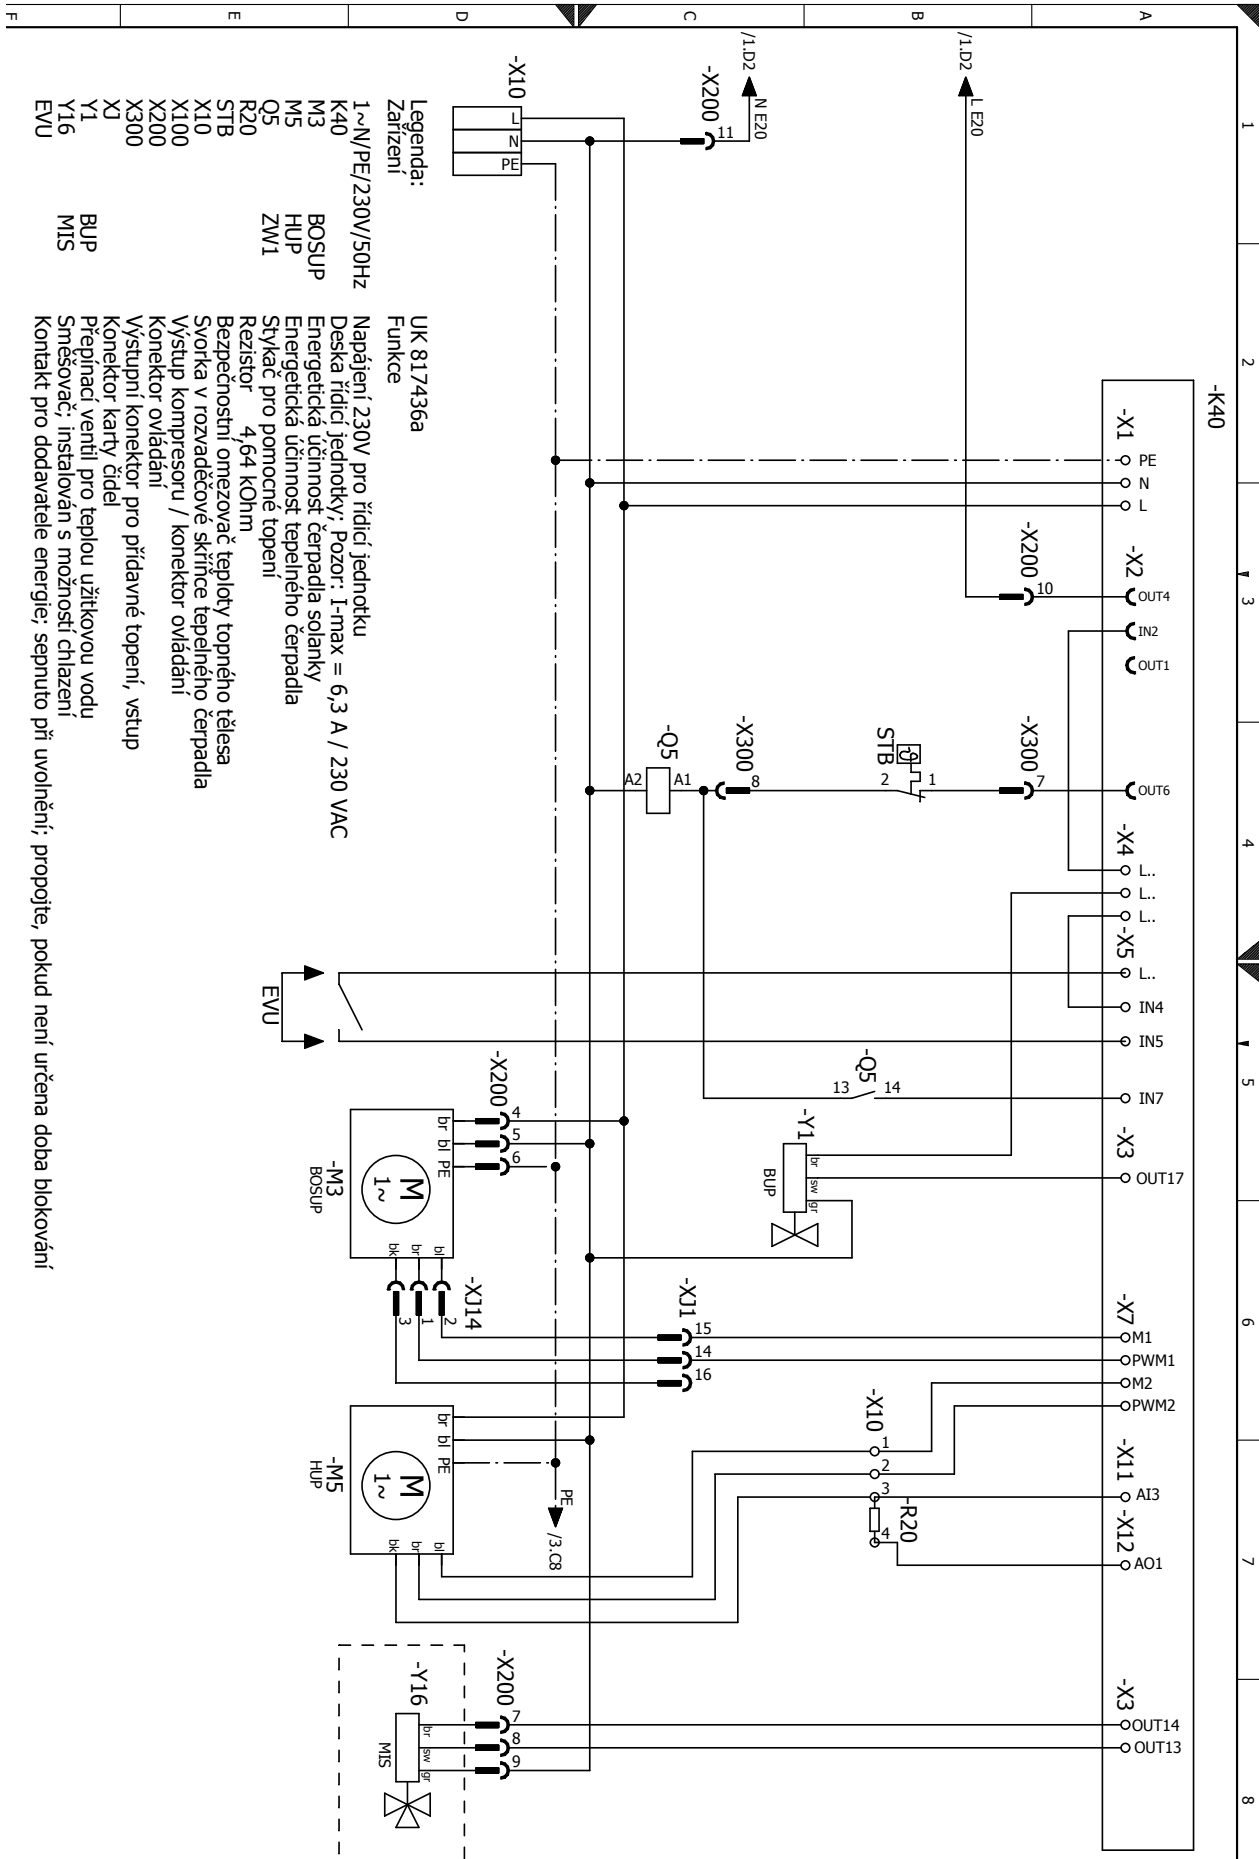 1 2 3 4 5 6 7 8
A
B
C
D
E
F
-K40
-X1
PE
N
L
-X2
OUT4
IN2
OUT1
OUT6
-X4
L..
L..
L..
-X5
L..
IN4
IN5
IN7
-X3
OUT17
-X7
M1
PWM1
M2
PWM2
-X11
AI3
-X12
AO1
-X3
OUT14
OUT13
/1.D2
L E20
/1.D2
N E20
-X200
11
-X200
10
-X300
7
STB
1
2
-X300
8
-Q5
A1
A2
-Q5
13
14
-Y1
BUP
br
sw
gr
-X10
L
N
PE
EVU
-X200
4
5
6
br
bl
PE
M
1~
-M3
BOSUP
bl
br
bk
-XJ14
2
1
3
-XJ1
15
14
16
br
bl
PE
M
1~
-M5
HUP
bl
br
bk
PE
/3.C8
-X10
1
2
3
4
-R20
-X200
7
8
9
-Y16
br
sw
gr
MIS
Legenda: UK 817436a
Zařízení Funkce
1~N/PE/230V/50Hz Napájení 230V pro řídicí jednotku
K40 Deska řídicí jednotky; Pozor: I-max = 6,3 A / 230 VAC
M3 BOSUP Energetická účinnost čerpadla solanky
M5 HUP Energetická účinnost tepelného čerpadla
Q5 ZW1 Stykač pro pomocné topení
R20 Rezistor 4,64 kOhm
STB Bezpečnostní omezovač teploty topného tělesa
X10 Svorka v rozvaděčové skříňce tepelného čerpadla
X100 Výstup kompresoru / konektor ovládání
X200 Konektor ovládání
X300 Výstupní konektor pro přídavné topení, vstup
XJ Konektor karty čidel
Y1 BUP Přepínací ventil pro teplou užitkovou vodu
Y16 MIS Směšovač; instalován s možností chlazení
EVU Kontakt pro dodavatele energie; sepnuto při uvolnění; propojte, pokud není určena doba blokování